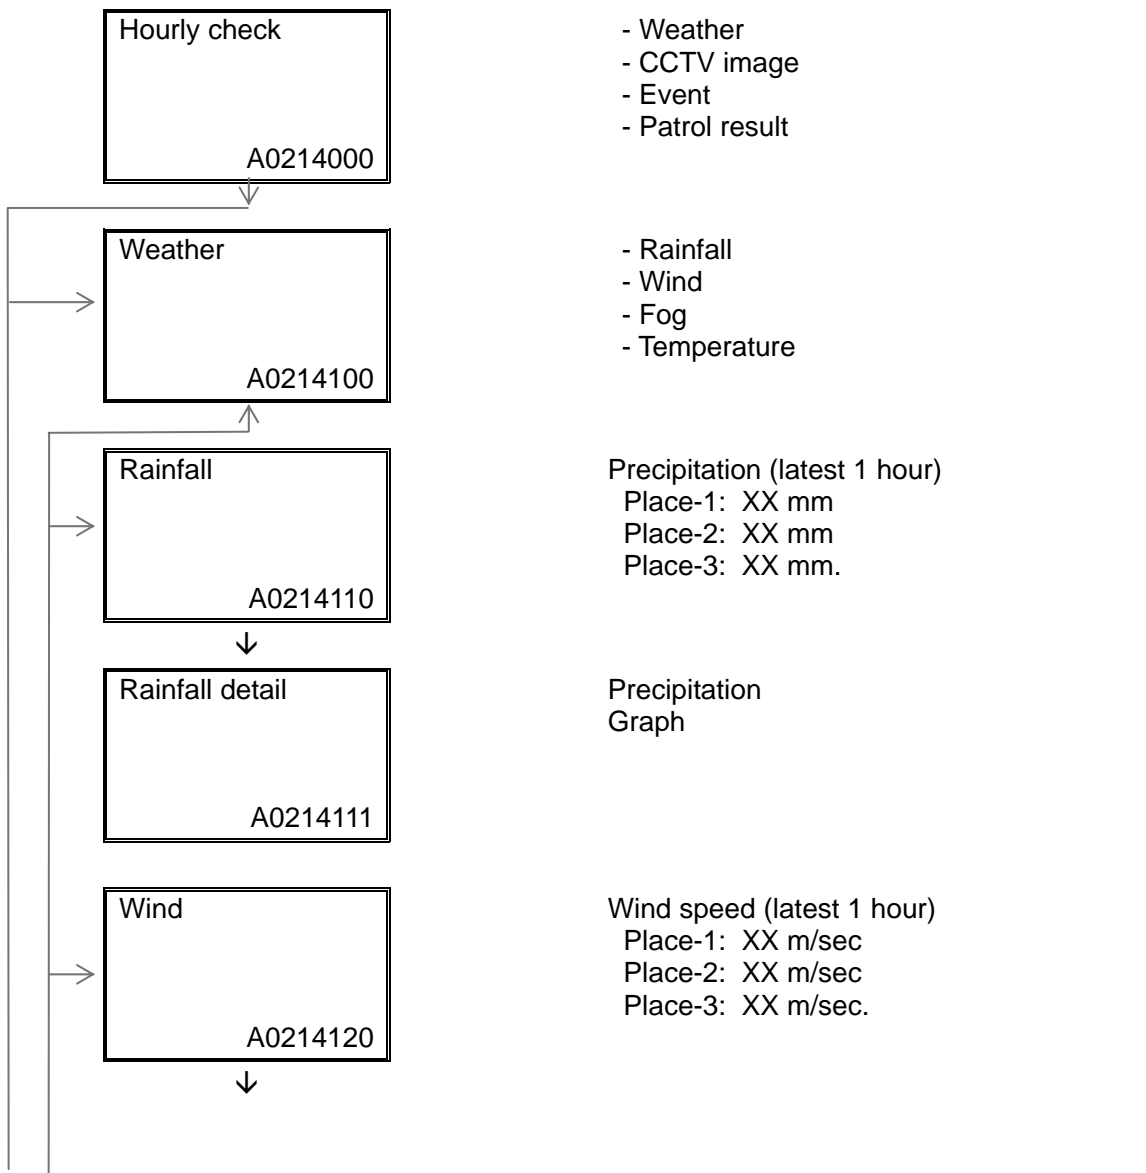 Hourly check
A0214000
- Weather
- CCTV image
- Event
- Patrol result
Weather
A0214100
- Rainfall
- Wind
- Fog
- Temperature
Rainfall
A0214110
Precipitation (latest 1 hour)
Place-1:  XX mm
Place-2:  XX mm
Place-3:  XX mm.
Rainfall detail
A0214111
Precipitation
Graph
Wind
A0214120
Wind speed (latest 1 hour)
Place-1:  XX m/sec
Place-2:  XX m/sec
Place-3:  XX m/sec.